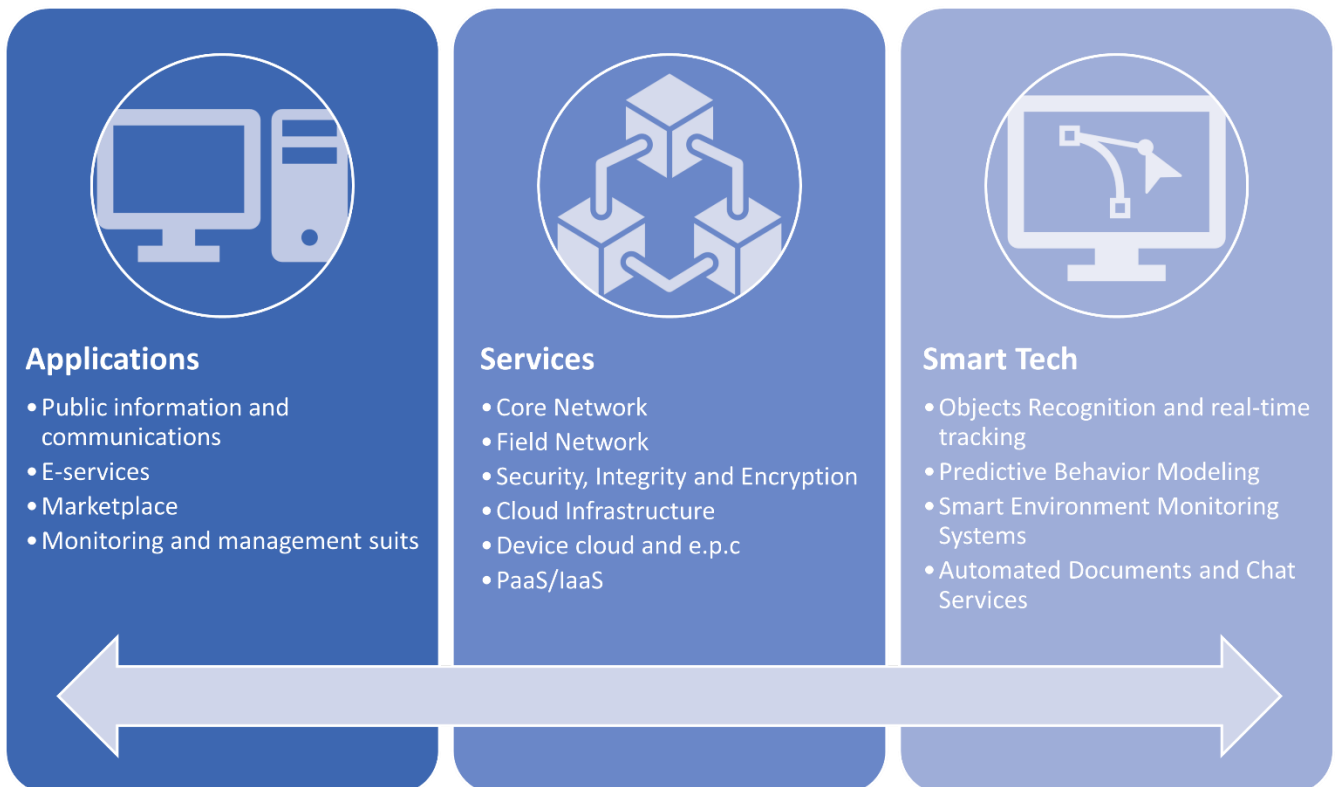 Applications
•Public information and
communications
•E-services
•Marketplace
•Monitoring and management suits
Services
•Core Network
•Field Network
•Security, Integrity and Encryption
•Cloud Infrastructure
•Device cloud and e.p.c
•PaaS/IaaS
Smart Tech
•Objects Recognition and real-time
tracking
•Predictive Behavior Modeling
•Smart Environment Monitoring
Systems
•Automated Documents and Chat
Services